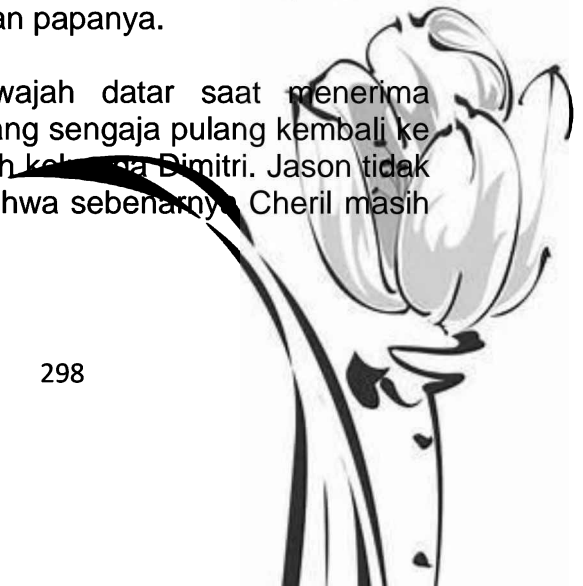 an papanya.
wajah datar saat menerima
ang sengaja pulang kembali ke
h keluarga Dimitri. Jason tidak
hwa sebenarnya Cheril masih
298